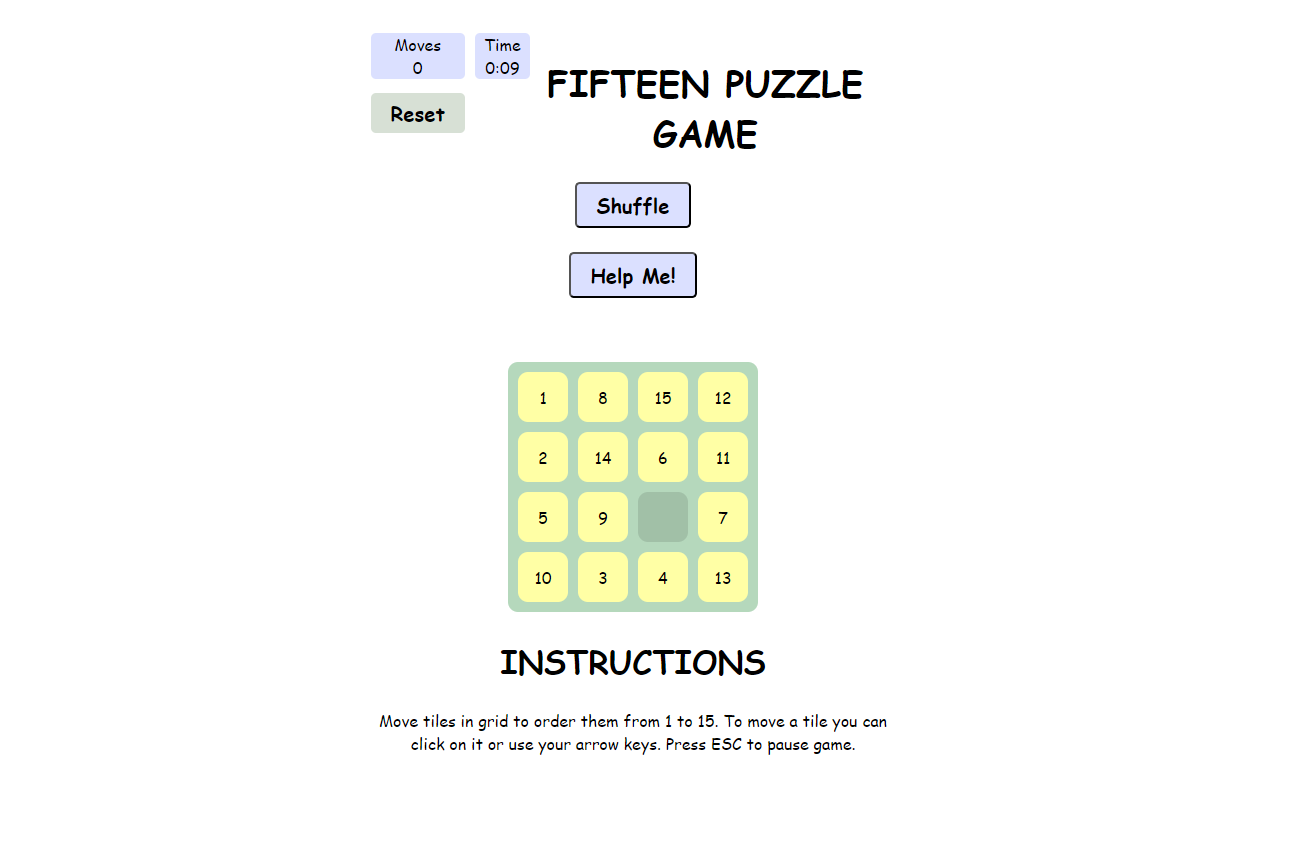 Moves
0
Time
0:09
Reset
FIFTEEN PUZZLE
GAME
Shuffle
Help Me!
1 8 15 12
2 14 6 11
5 9 7
10 3 4 13
INSTRUCTIONS
Move tiles in grid to order them from 1 to 15. To move a tile you can
click on it or use your arrow keys. Press ESC to pause game.